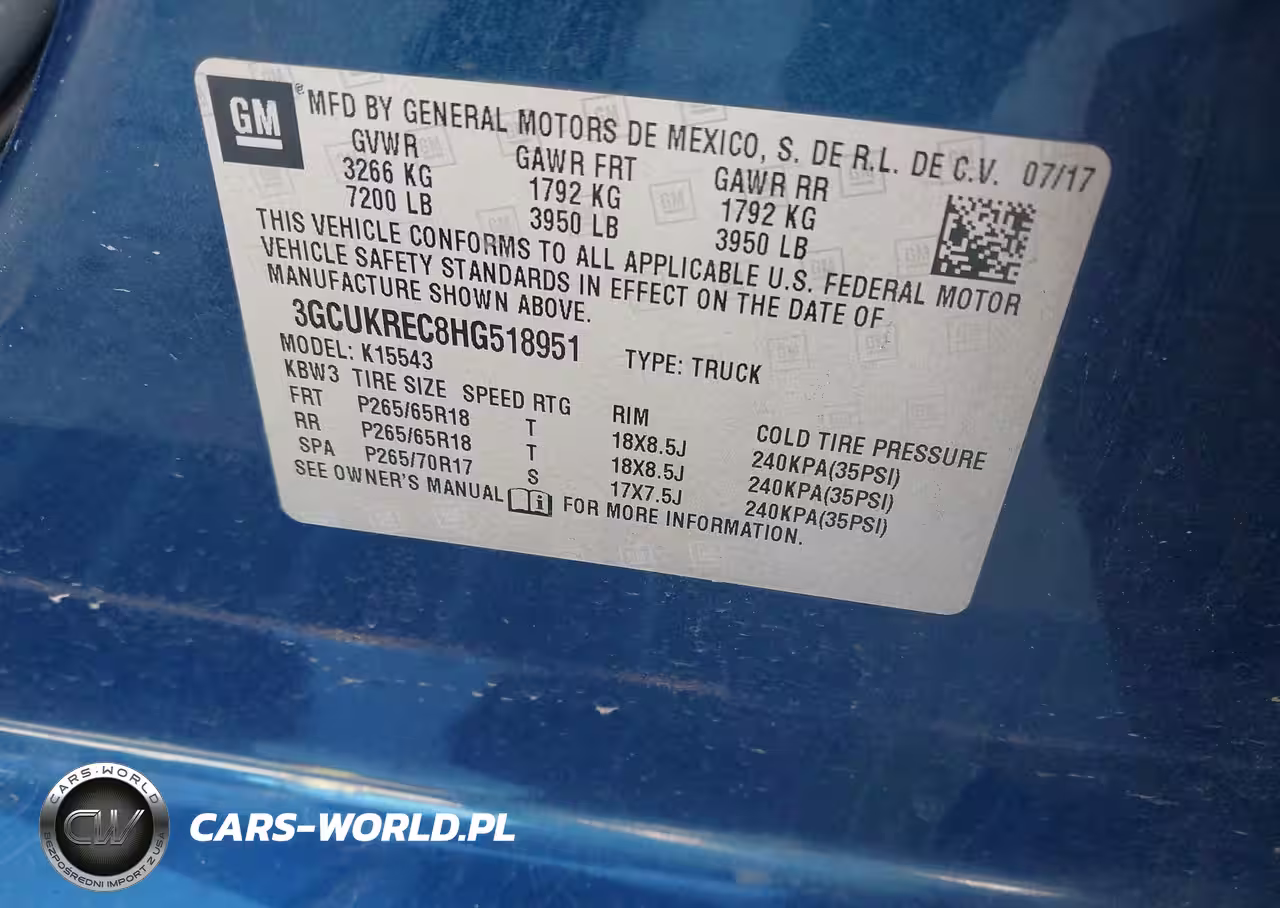 GM
® MFD BY GENERAL MOTORS DE MEXICO, S. DE R.L. DE C.V. 07/17
GVWR GAWR FRT GAWR RR
3266 KG 1792 KG 1792 KG
7200 LB 3950 LB 3950 LB
THIS VEHICLE CONFORMS TO ALL APPLICABLE U.S. FEDERAL MOTOR
VEHICLE SAFETY STANDARDS IN EFFECT ON THE DATE OF
MANUFACTURE SHOWN ABOVE.
3GCUKREC8HG518951 TYPE: TRUCK
MODEL: K15543
KBW3 TIRE SIZE SPEED RTG RIM COLD TIRE PRESSURE
FRT P265/65R18 T 18X8.5J 240KPA(35PSI)
RR P265/65R18 T 18X8.5J 240KPA(35PSI)
SPA P265/70R17 S 17X7.5J 240KPA(35PSI)
SEE OWNER'S MANUAL i FOR MORE INFORMATION.
CARS-WORLD
CW
BEZPOŚREDNI IMPORT Z USA
CARS-WORLD.PL